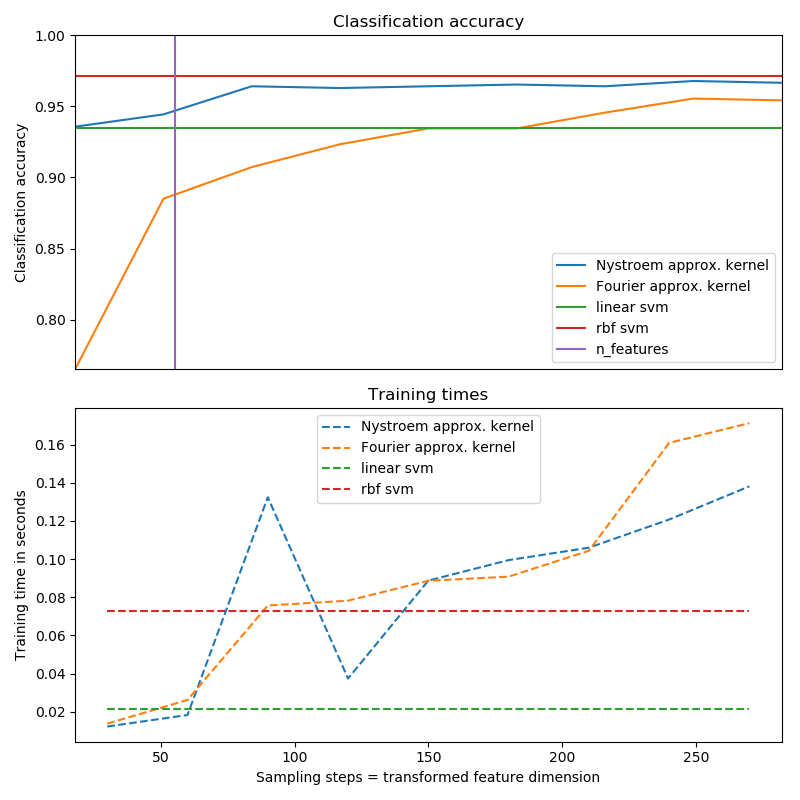 Classification accuracy
1.00
0.95
0.90
0.85
0.80
Classification accuracy
Nystroem approx. kernel
Fourier approx. kernel
linear svm
rbf svm
n_features
Training times
0.16
0.14
0.12
0.10
0.08
0.06
0.04
0.02
Training time in seconds
Nystroem approx. kernel
Fourier approx. kernel
linear svm
rbf svm
50 100 150 200 250
Sampling steps = transformed feature dimension